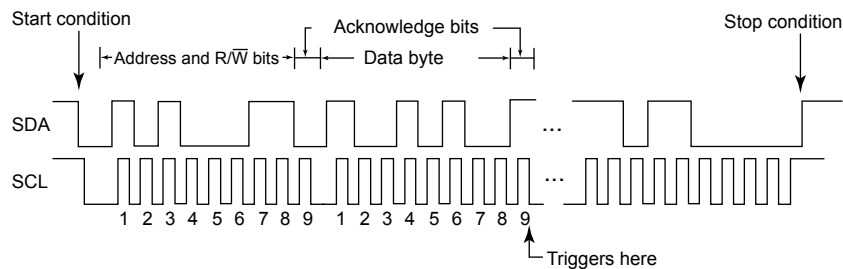 Start condition
Acknowledge bits
Stop condition
Address and R/W̅ bits
Data byte
SDA
...
SCL
...
1 2 3 4 5 6 7 8 9 1 2 3 4 5 6 7 8 9
Triggers here